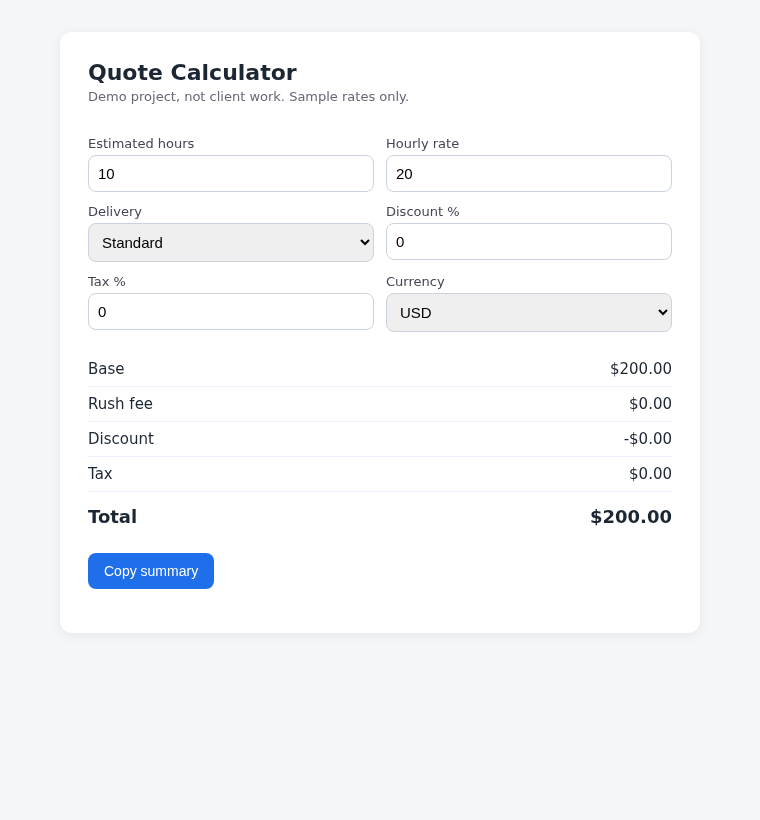 Quote Calculator
Demo project, not client work. Sample rates only.
Estimated hours
Hourly rate
10
20
Delivery
Discount %
Standard
0
Tax %
Currency
0
USD
Base $200.00
Rush fee $0.00
Discount -$0.00
Tax $0.00
Total $200.00
Copy summary